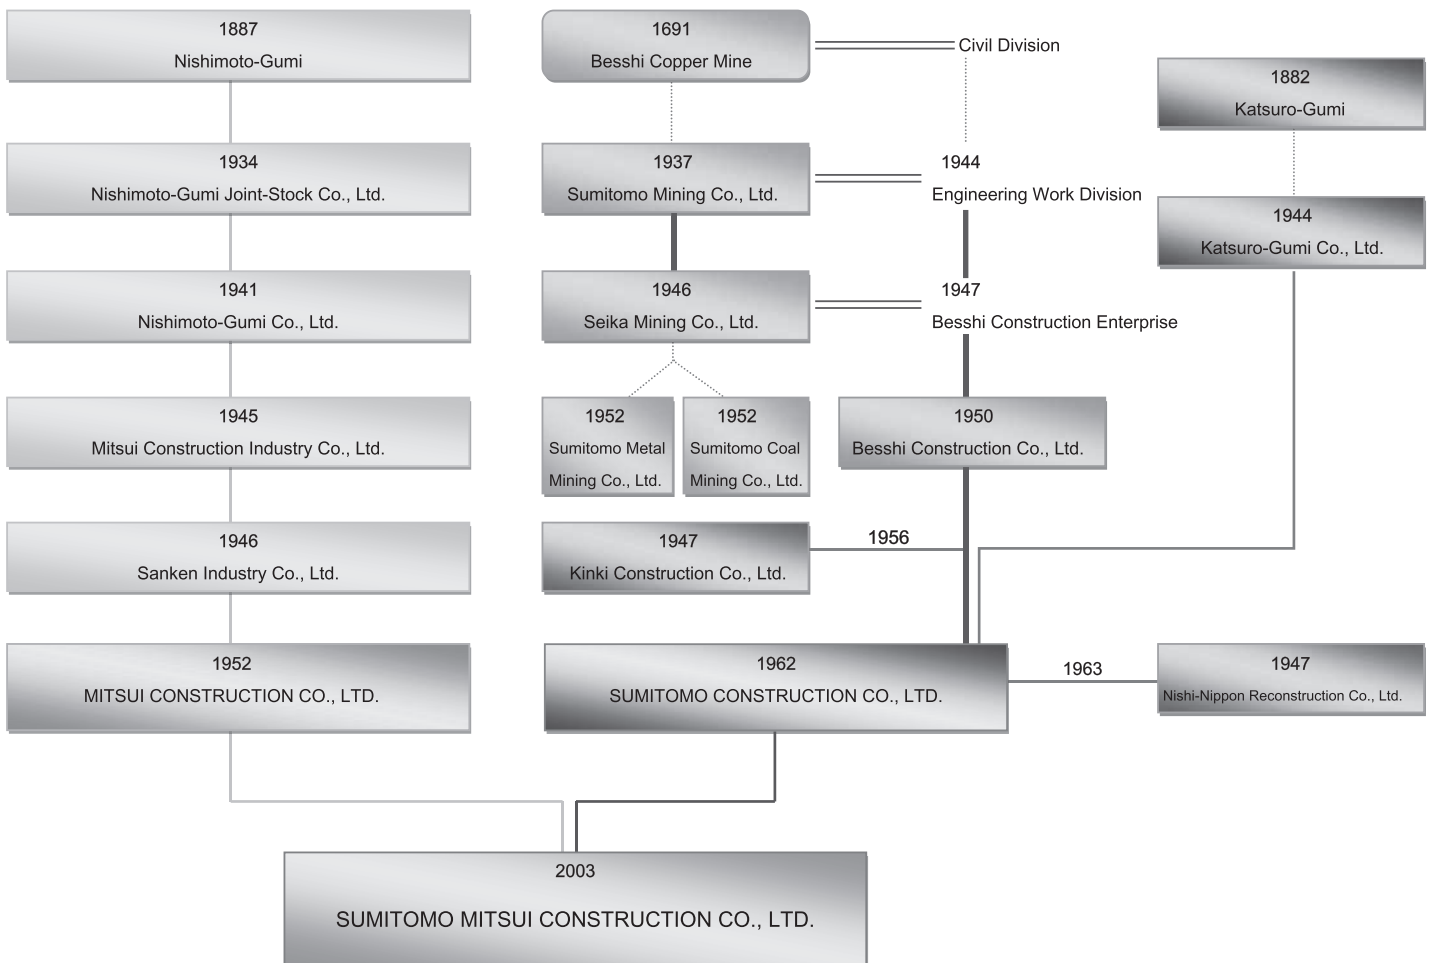 1887
Nishimoto-Gumi
1934
Nishimoto-Gumi Joint-Stock Co., Ltd.
1941
Nishimoto-Gumi Co., Ltd.
1945
Mitsui Construction Industry Co., Ltd.
1946
Sanken Industry Co., Ltd.
1952
MITSUI CONSTRUCTION CO., LTD.
1691
Besshi Copper Mine
Civil Division
1937
Sumitomo Mining Co., Ltd.
1944
Engineering Work Division
1946
Seika Mining Co., Ltd.
1947
Besshi Construction Enterprise
1952
Sumitomo Metal
Mining Co., Ltd.
1952
Sumitomo Coal
Mining Co., Ltd.
1950
Besshi Construction Co., Ltd.
1947
Kinki Construction Co., Ltd.
1956
1882
Katsuro-Gumi
1944
Katsuro-Gumi Co., Ltd.
1962
SUMITOMO CONSTRUCTION CO., LTD.
1963
1947
Nishi-Nippon Reconstruction Co., Ltd.
2003
SUMITOMO MITSUI CONSTRUCTION CO., LTD.